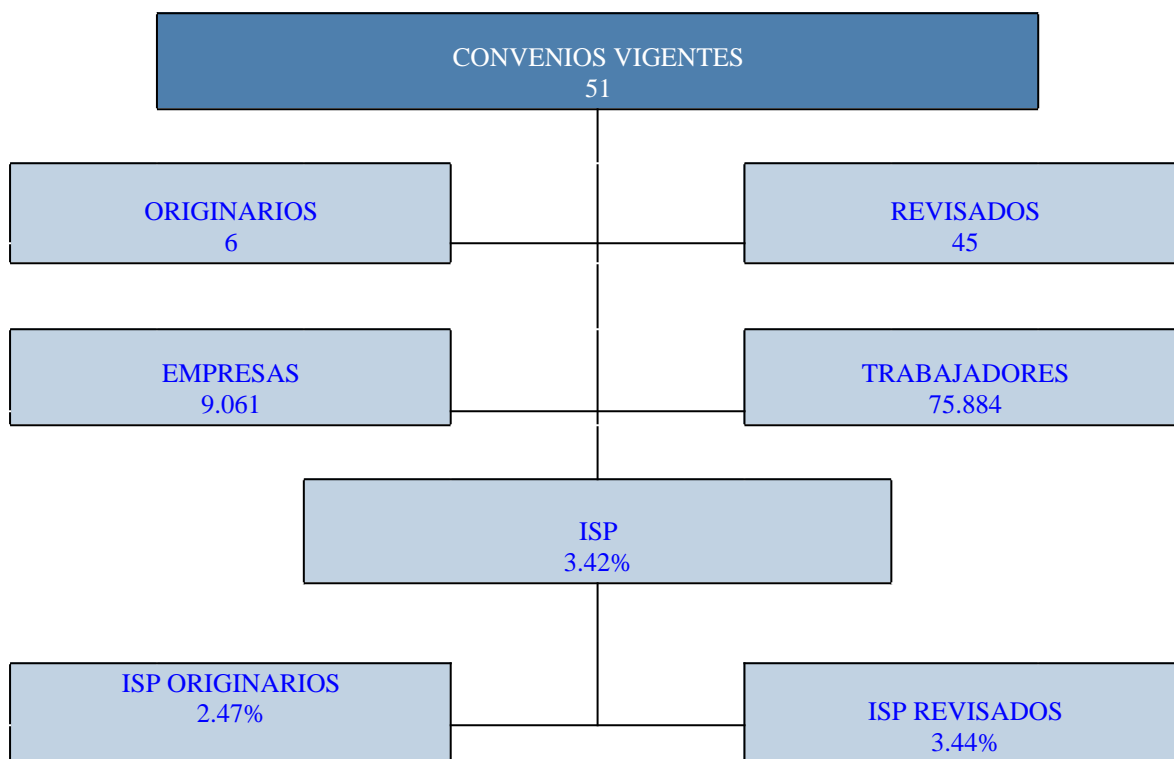 CONVENIOS VIGENTES
51
ORIGINARIOS
6
REVISADOS
45
EMPRESAS
9.061
TRABAJADORES
75.884
ISP
3.42%
ISP ORIGINARIOS
2.47%
ISP REVISADOS
3.44%